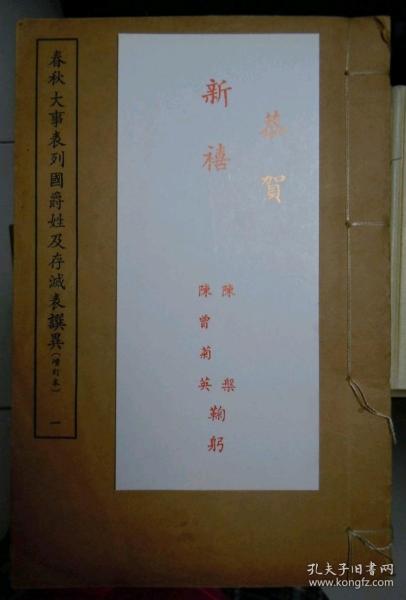 春秋大事表列國爵姓及存滅表譔異(增訂本) 一
恭賀
新禧
陳槃
陳曾菊英
鞠躬
孔夫子旧书网
www.kongfz.com